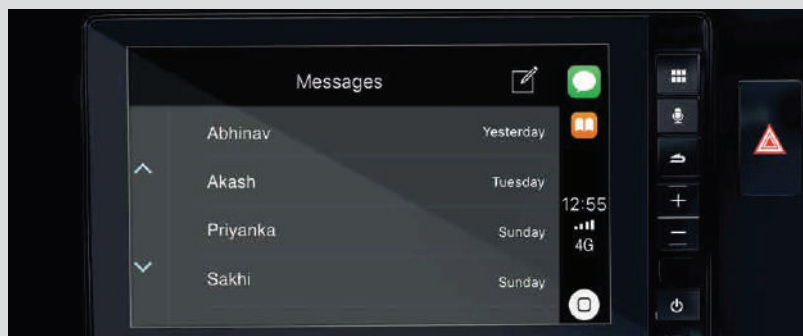 Messages
Abhinav Yesterday
Akash Tuesday
12:55
Priyanka Sunday
4G
Sakhi Sunday